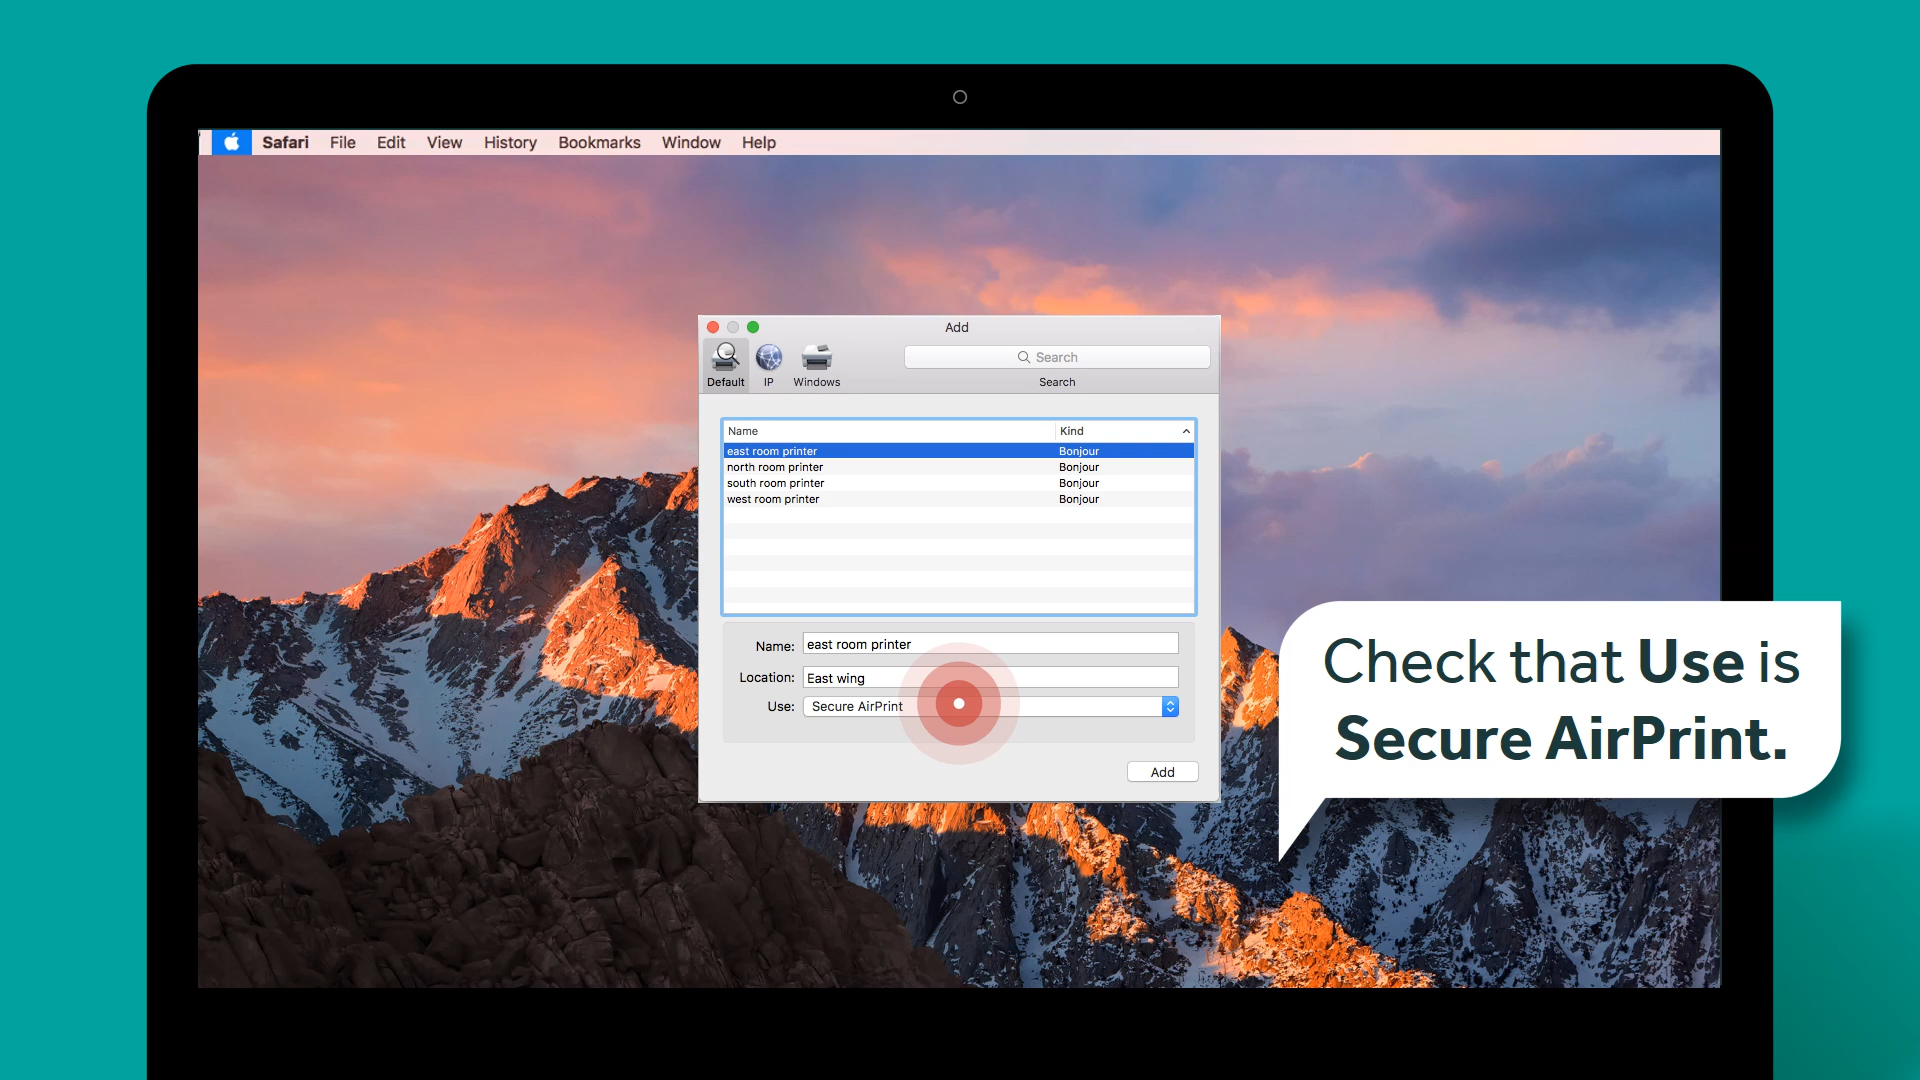 Safari File Edit View History Bookmarks Window Help
Add
Default IP Windows
Search
Search
Name Kind
east room printer Bonjour
north room printer Bonjour
south room printer Bonjour
west room printer Bonjour
Name: east room printer
Location: East wing
Use: Secure AirPrint
Add
Check that Use is
Secure AirPrint.